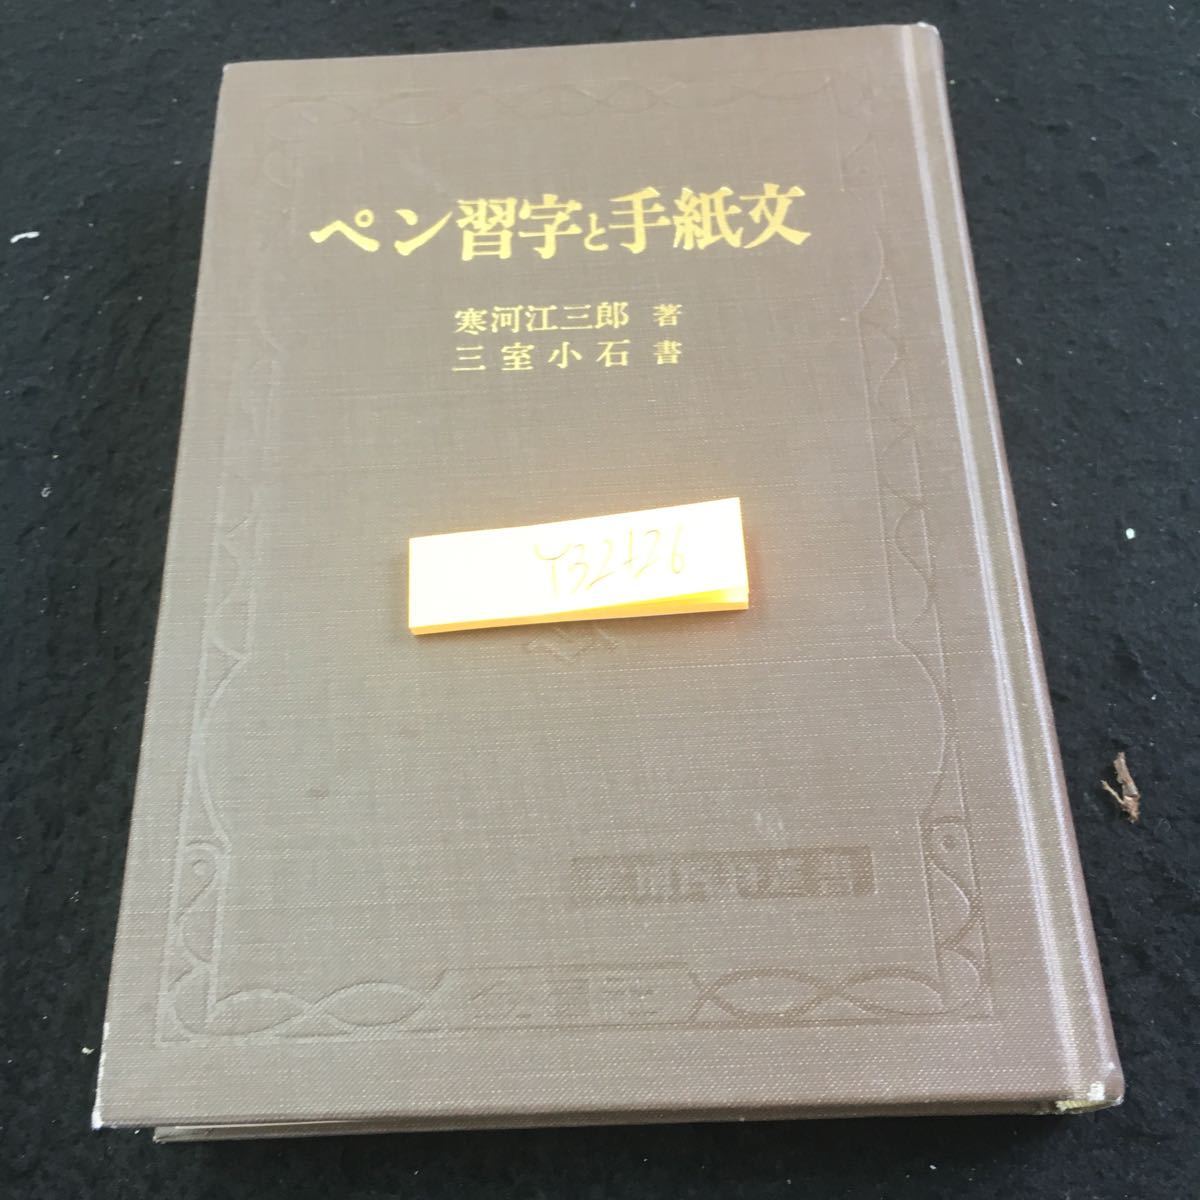 ペン習字と手紙文
寒河江三郎 著
三室小石 書
Y32426